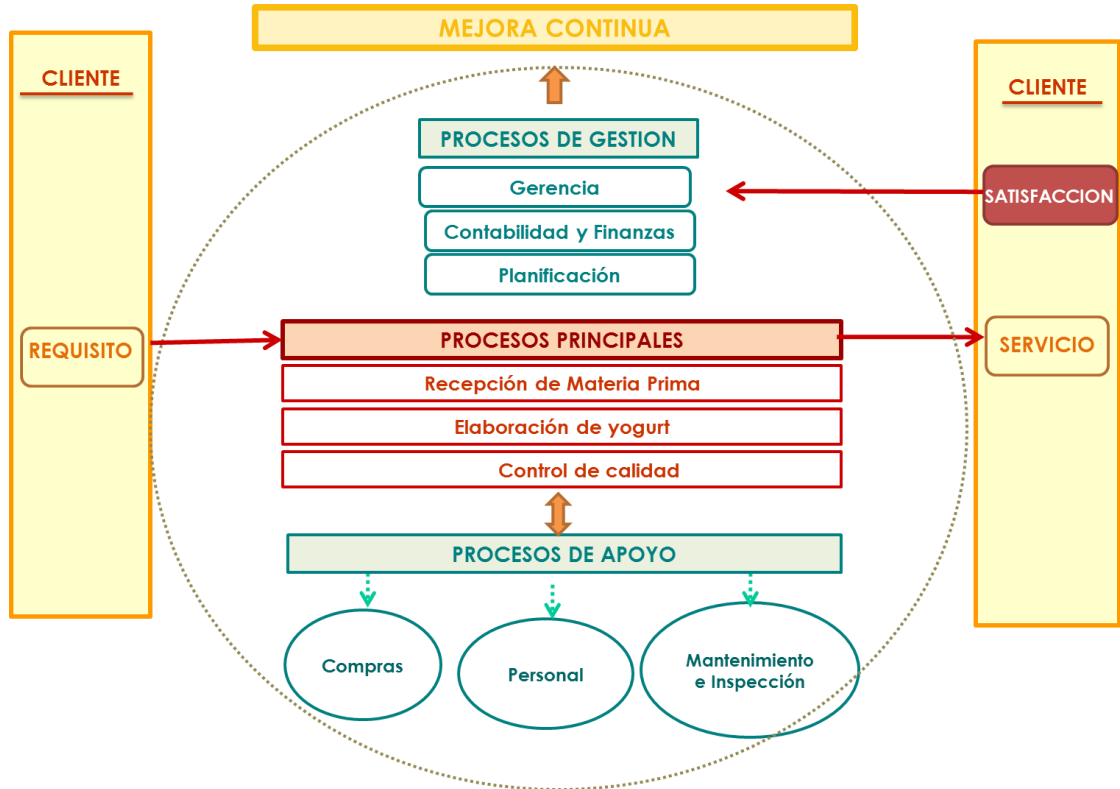 MEJORA CONTINUA
CLIENTE
CLIENTE
PROCESOS DE GESTION
Gerencia
SATISFACCION
Contabilidad y Finanzas
Planificación
REQUISITO
PROCESOS PRINCIPALES
SERVICIO
Recepción de Materia Prima
Elaboración de yogurt
Control de calidad
PROCESOS DE APOYO
Compras
Personal
Mantenimiento
e Inspección